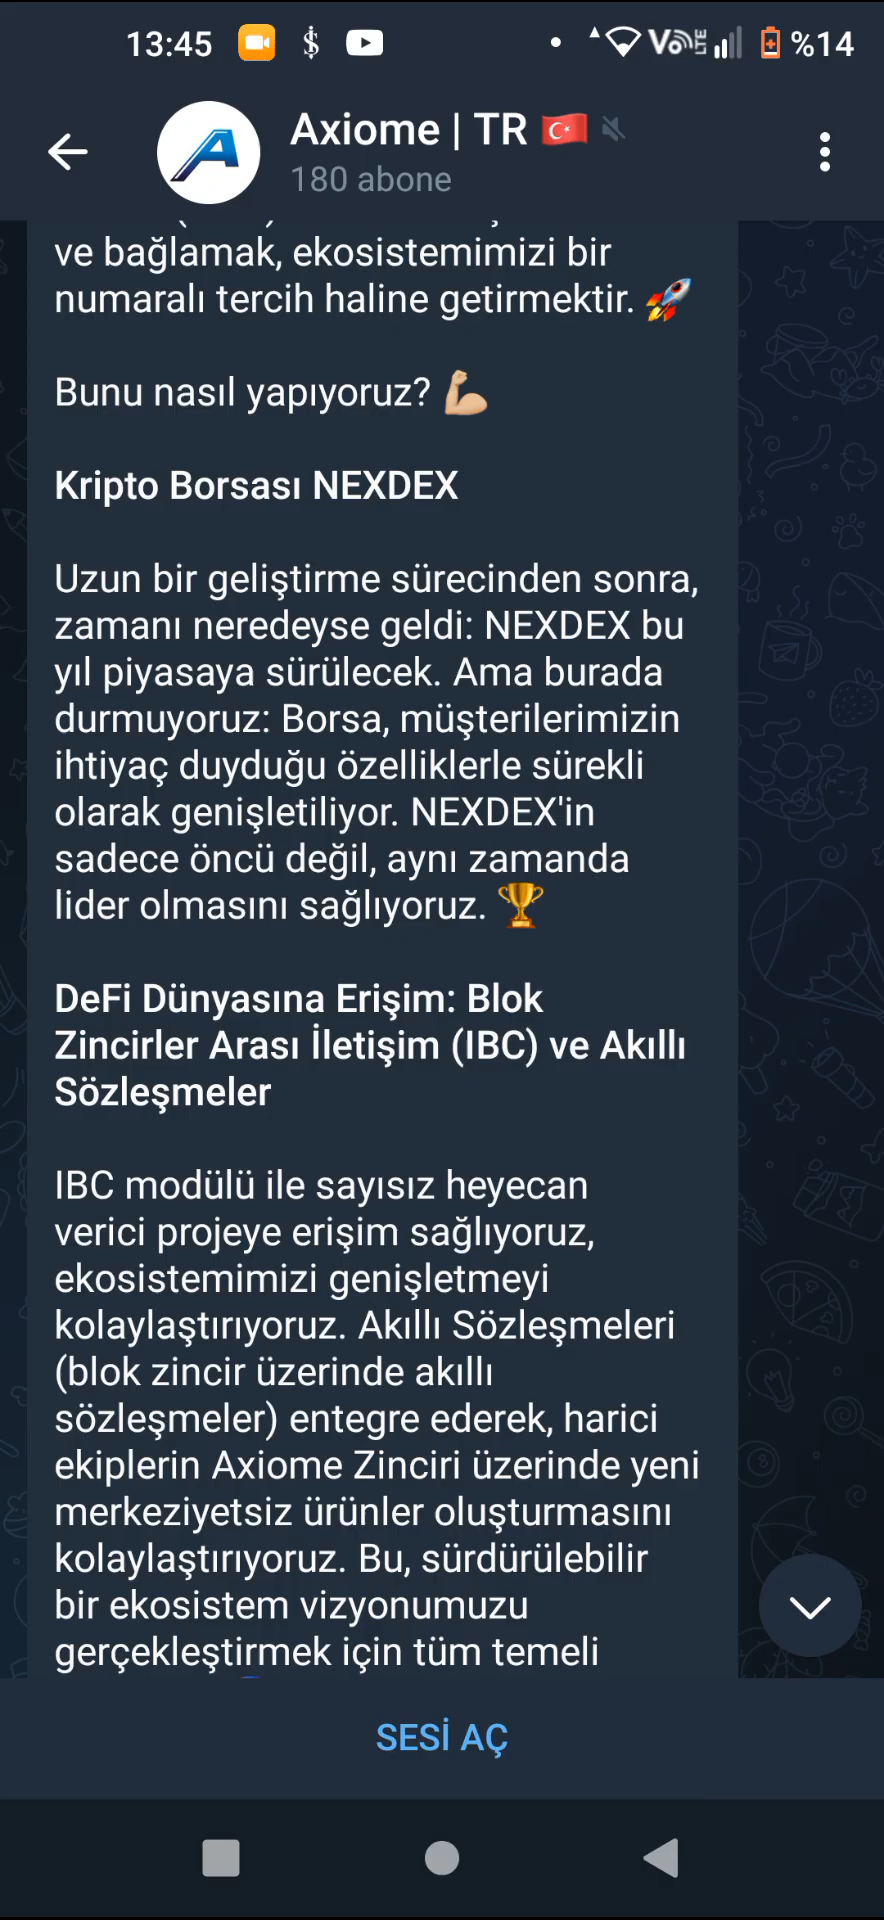 13:45
VoLTE
%14
Axiome | TR
180 abone
ve bağlamak, ekosistemimizi bir
numaralı tercih haline getirmektir. 🚀
Bunu nasıl yapıyoruz? 💪🏼
Kripto Borsası NEXDEX
Uzun bir geliştirme sürecinden sonra,
zamanı neredeyse geldi: NEXDEX bu
yıl piyasaya sürülecek. Ama burada
durmuyoruz: Borsa, müşterilerimizin
ihtiyaç duyduğu özelliklerle sürekli
olarak genişletiliyor. NEXDEX'in
sadece öncü değil, aynı zamanda
lider olmasını sağlıyoruz. 🏆
DeFi Dünyasına Erişim: Blok
Zincirler Arası İletişim (IBC) ve Akıllı
Sözleşmeler
IBC modülü ile sayısız heyecan
verici projeye erişim sağlıyoruz,
ekosistemimizi genişletmeyi
kolaylaştırıyoruz. Akıllı Sözleşmeleri
(blok zincir üzerinde akıllı
sözleşmeler) entegre ederek, harici
ekiplerin Axiome Zinciri üzerinde yeni
merkeziyetsiz ürünler oluşturmasını
kolaylaştırıyoruz. Bu, sürdürülebilir
bir ekosistem vizyonumuzu
gerçekleştirmek için tüm temeli
SESİ AÇ